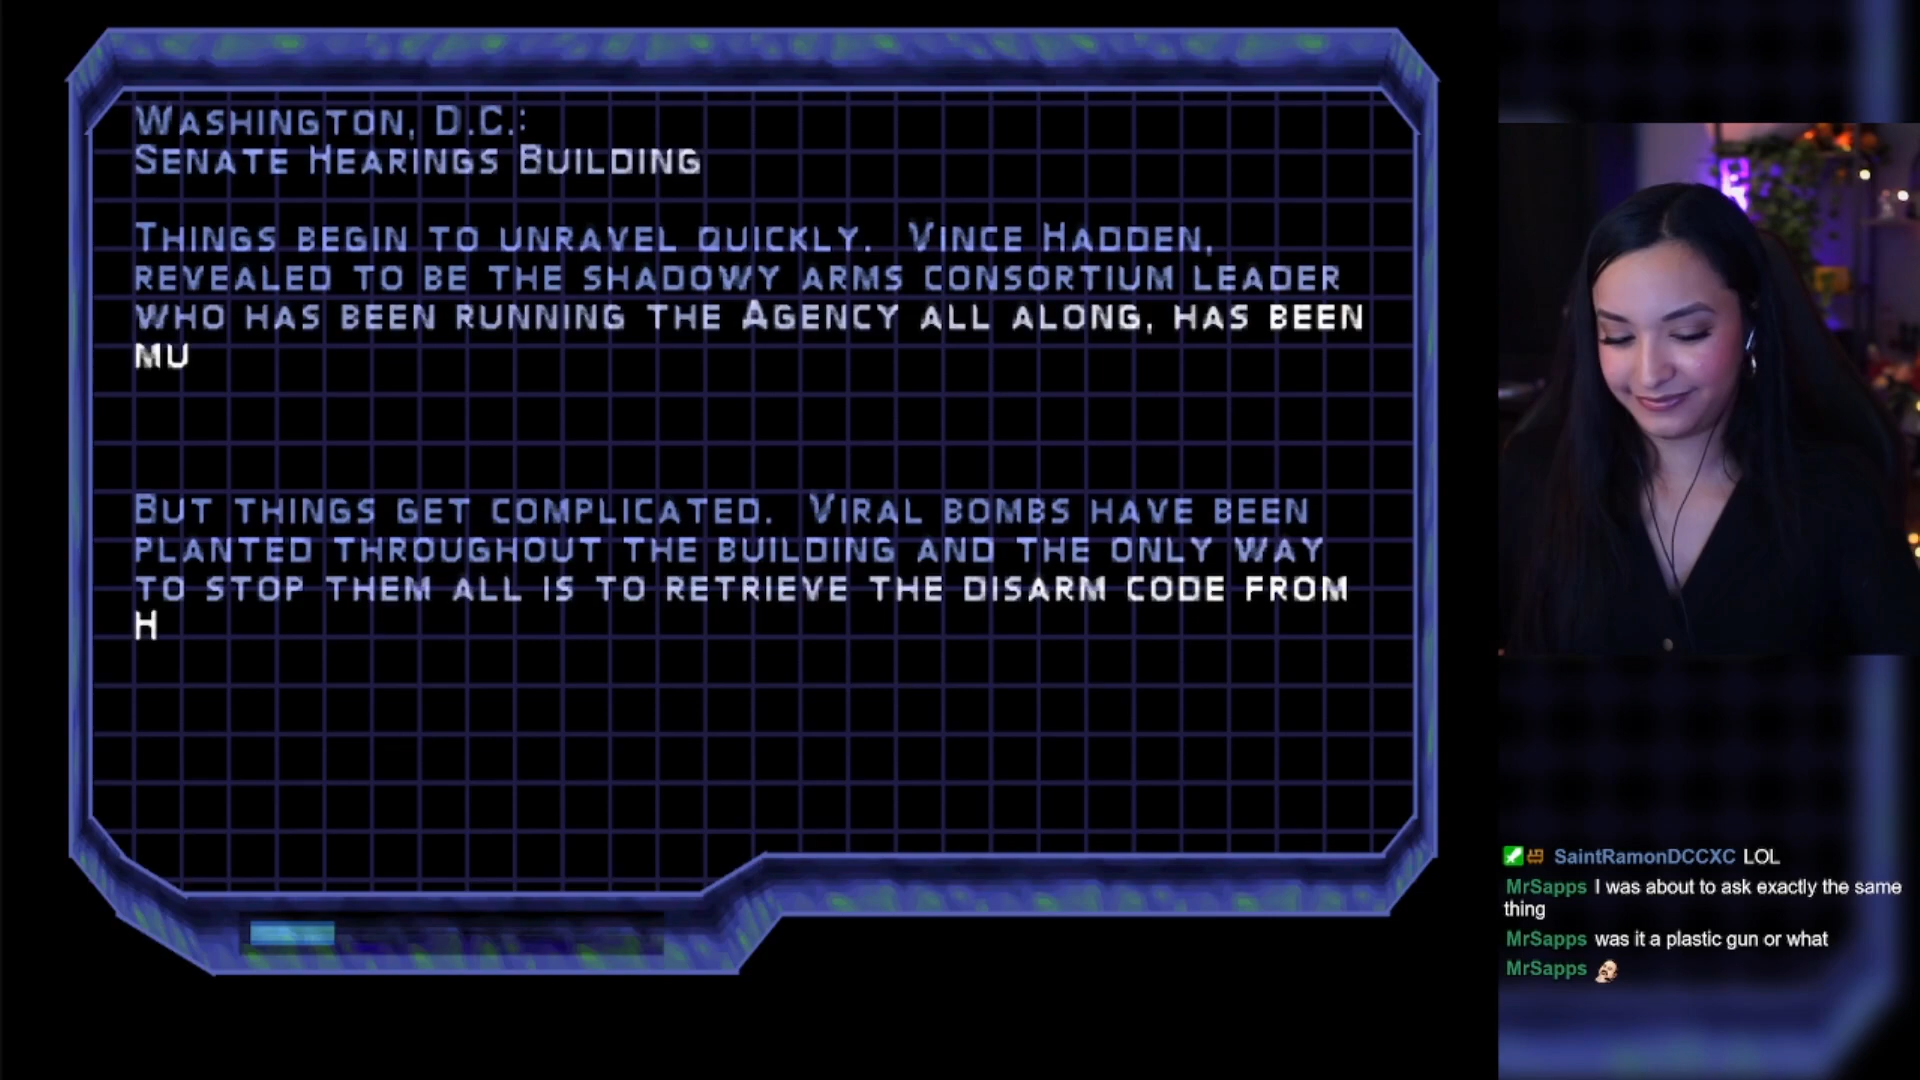 Washington, D.C.:
Senate Hearings Building
Things begin to unravel quickly. Vince Hadden,
revealed to be the shadowy arms consortium leader
who has been running the Agency all along, has been
mu
But things get complicated. Viral bombs have been
planted throughout the building and the only way
to stop them all is to retrieve the disarm code from
H
SaintRamonDCCXC LOL
MrSapps I was about to ask exactly the same
thing
MrSapps was it a plastic gun or what
MrSapps